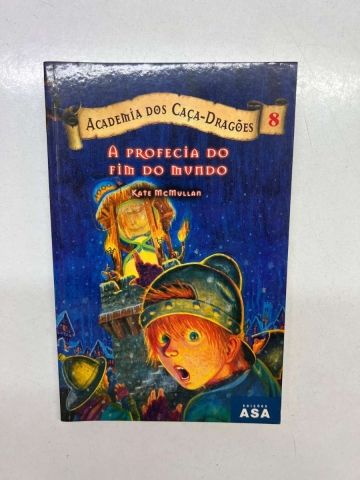 ACADEMIA DOS CAÇA-DRAGÕES 8
A PROFECIA DO
FIM DO MUNDO
KATE MCMULLAN
EDIÇÕES
ASA